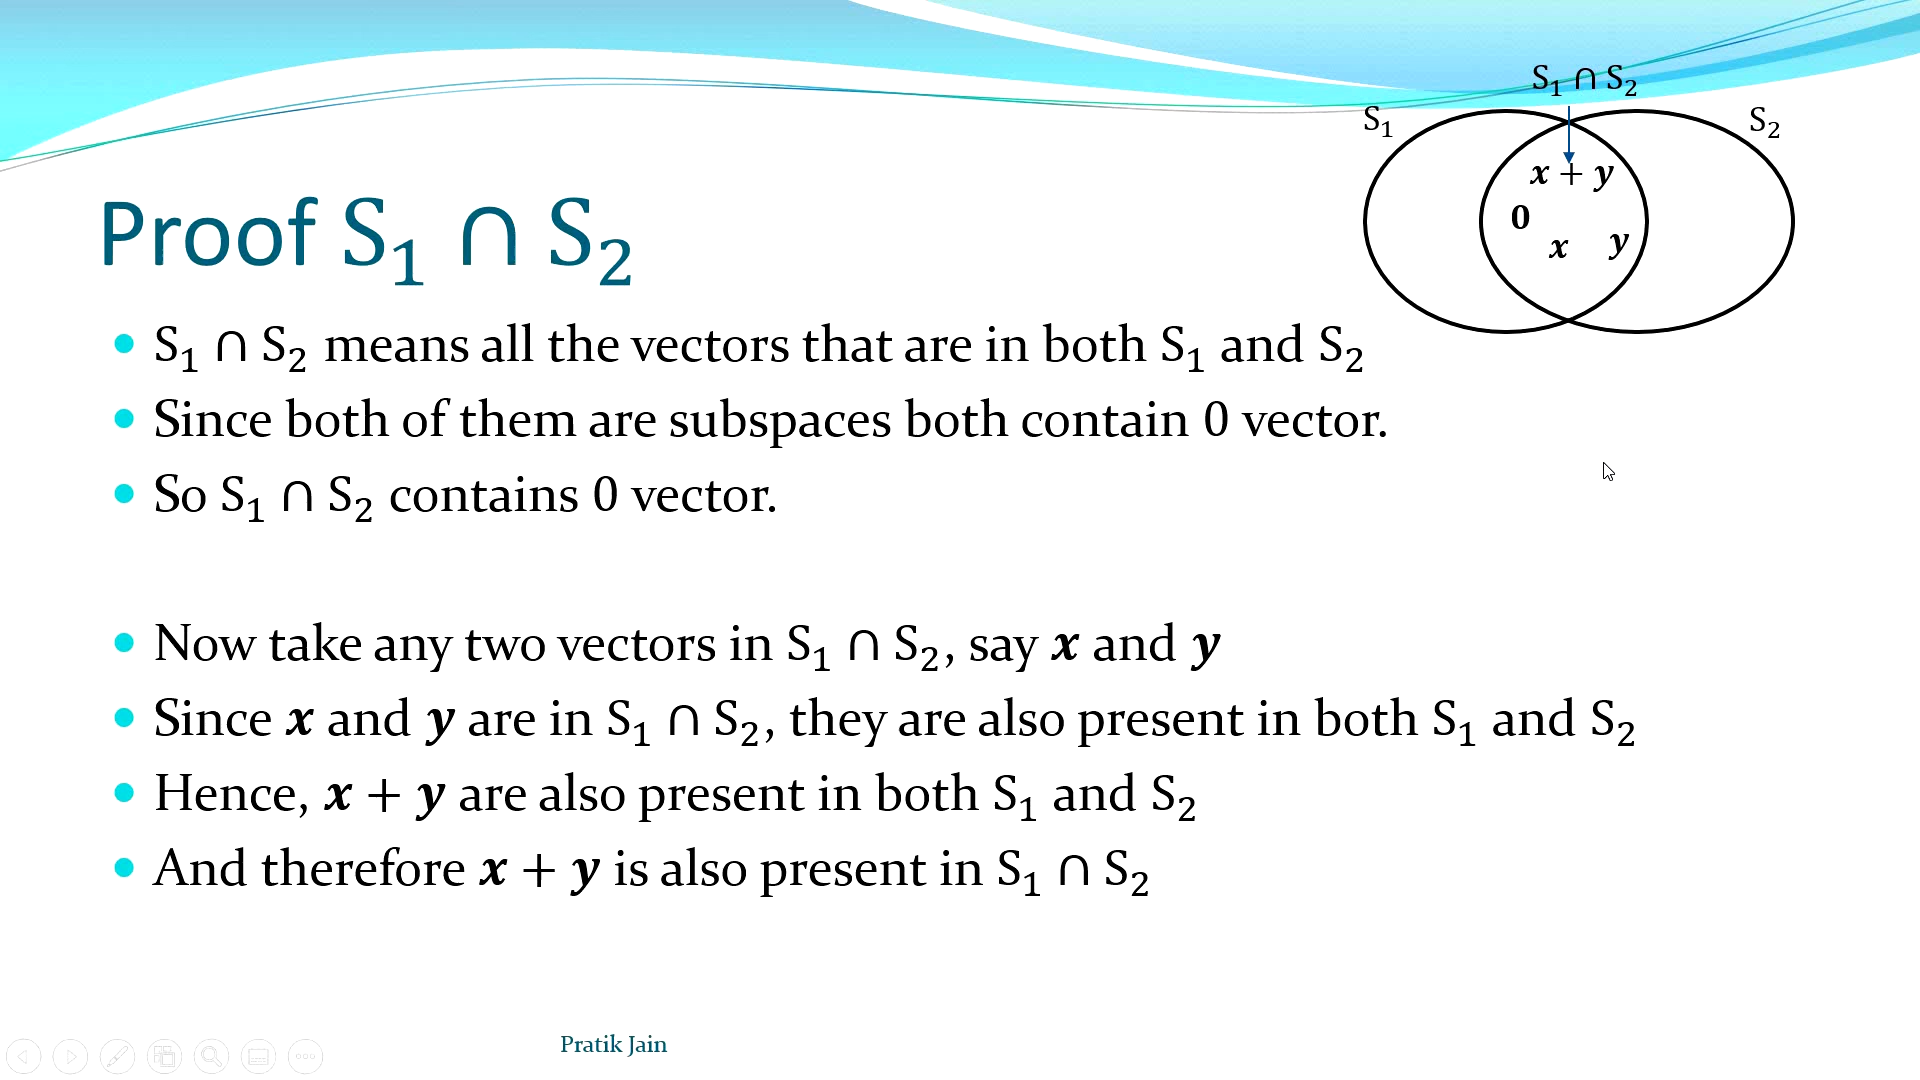 S₁ ∩ S₂
S₁
S₂
x + y
0
x y
Proof S₁ ∩ S₂
• S₁ ∩ S₂ means all the vectors that are in both S₁ and S₂
• Since both of them are subspaces both contain 0 vector.
• So S₁ ∩ S₂ contains 0 vector.
• Now take any two vectors in S₁ ∩ S₂, say x and y
• Since x and y are in S₁ ∩ S₂, they are also present in both S₁ and S₂
• Hence, x + y are also present in both S₁ and S₂
• And therefore x + y is also present in S₁ ∩ S₂
Pratik Jain